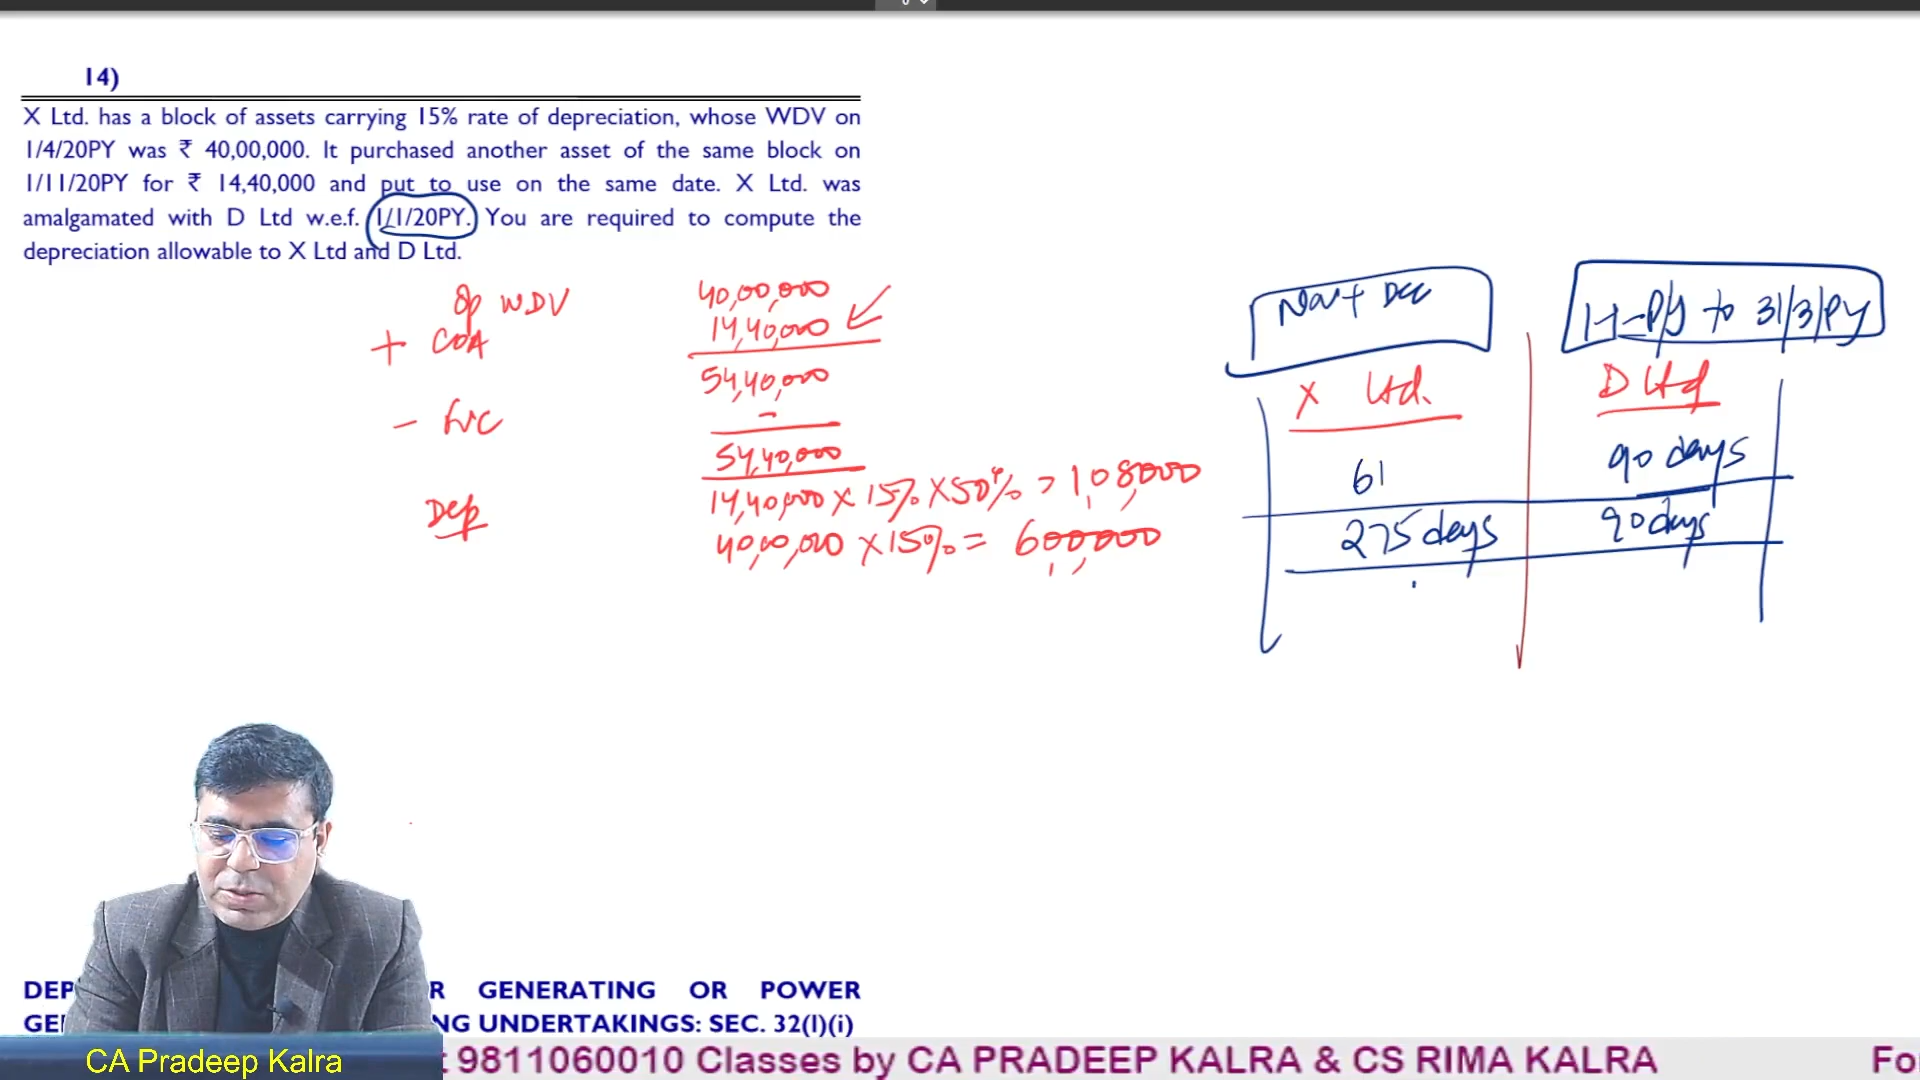 14)
X Ltd. has a block of assets carrying 15% rate of depreciation, whose WDV on
1/4/20PY was ₹ 40,00,000. It purchased another asset of the same block on
1/11/20PY for ₹ 14,40,000 and put to use on the same date. X Ltd. was
amalgamated with D Ltd w.e.f. 1/1/20PY. You are required to compute the
depreciation allowable to X Ltd and D Ltd.
Op WDV 40,00,000
+ COA 14,40,000
54,40,000
- -
54,40,000
Dep 14,40,000 × 15% × 50% = 1,08,000
40,00,000 × 15% = 6,00,000
Nov + Dec
to 31/3/PY
X Ltd. D Ltd
61 90 days
275 days 90 days
DEP R GENERATING OR POWER
GE NG UNDERTAKINGS: SEC. 32(I)(i)
CA Pradeep Kalra
t 9811060010 Classes by CA PRADEEP KALRA & CS RIMA KALRA Fo